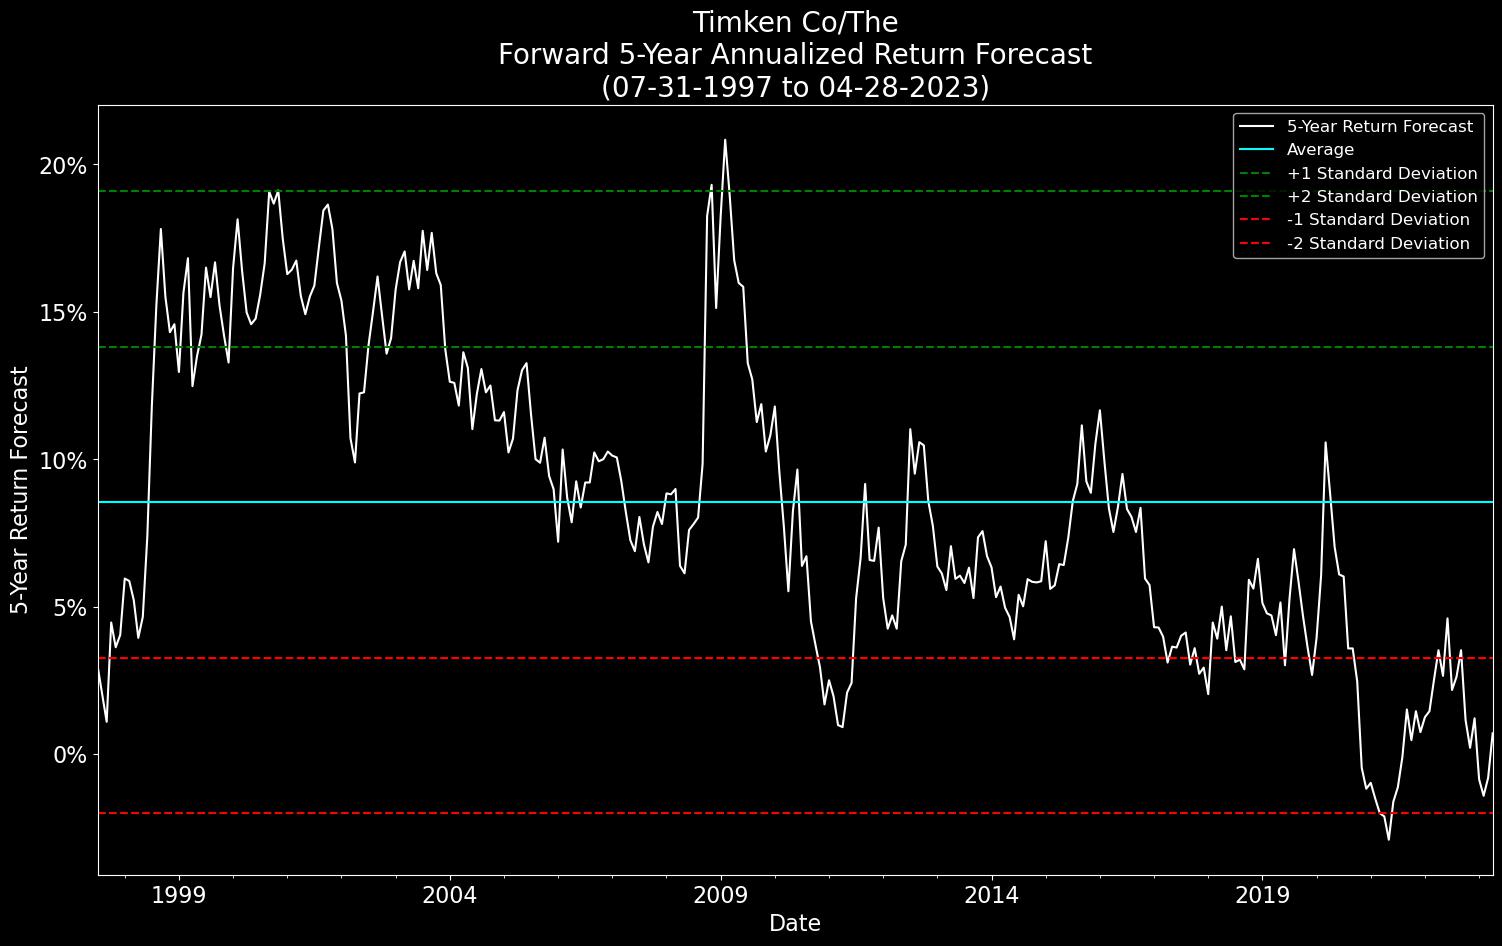 Timken Co/The
Forward 5-Year Annualized Return Forecast
(07-31-1997 to 04-28-2023)
5-Year Return Forecast
Average
+1 Standard Deviation
+2 Standard Deviation
-1 Standard Deviation
-2 Standard Deviation
5-Year Return Forecast
20%
15%
10%
5%
0%
1999
2004
2009
2014
2019
Date